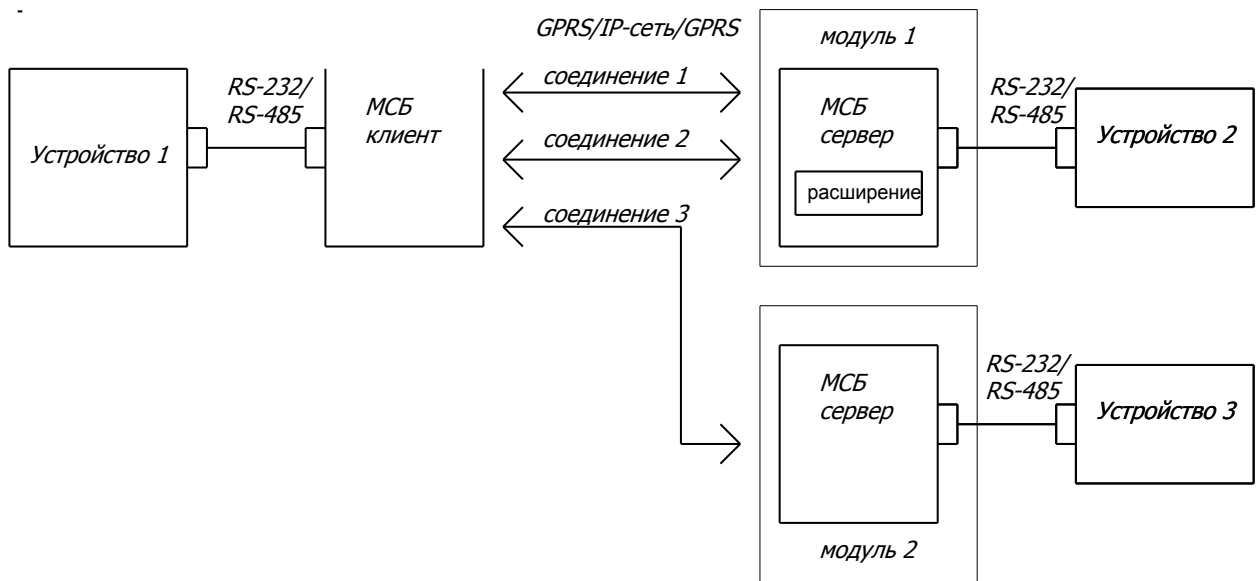 -
GPRS/IP-сеть/GPRS
модуль 1
соединение 1
RS-232/
RS-485
МСБ
клиент
МСБ
сервер
RS-232/
RS-485
Устройство 1
соединение 2
Устройство 2
расширение
соединение 3
МСБ
сервер
RS-232/
RS-485
Устройство 3
модуль 2